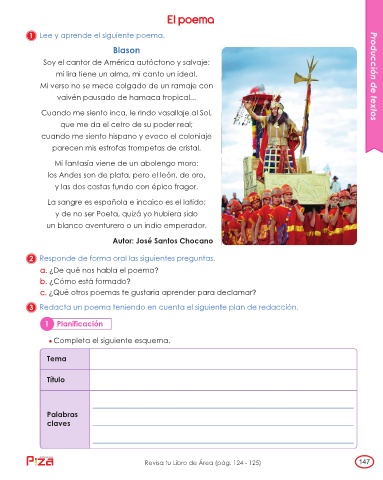 El poema
1 Lee y aprende el siguiente poema.
Blason
Soy el cantor de América autóctono y salvaje:
mi lira tiene un alma, mi canto un ideal.
Mi verso no se mece colgado de un ramaje con
vaivén pausado de hamaca tropical...
Cuando me siento inca, le rindo vasallaje al Sol,
que me da el cetro de su poder real;
cuando me siento hispano y evoco el coloniaje
parecen mis estrofas trompetas de cristal.
Mi fantasía viene de un abolengo moro:
los Andes son de plata, pero el león, de oro,
y las dos castas fundo con épico fragor.
La sangre es española e incaico es el latido;
y de no ser Poeta, quizá yo hubiera sido
un blanco aventurero o un indio emperador.
Autor: José Santos Chocano
2 Responde de forma oral las siguientes preguntas.
a. ¿De qué nos habla el poema?
b. ¿Cómo está formado?
c. ¿Qué otros poemas te gustaría aprender para declamar?
3 Redacta un poema teniendo en cuenta el siguiente plan de redacción.
1 Planificación
• Completa el siguiente esquema.
Tema
Título
Palabras
claves
Revisa tu Libro de Área (pág. 124 - 125)
147
Producción de textos